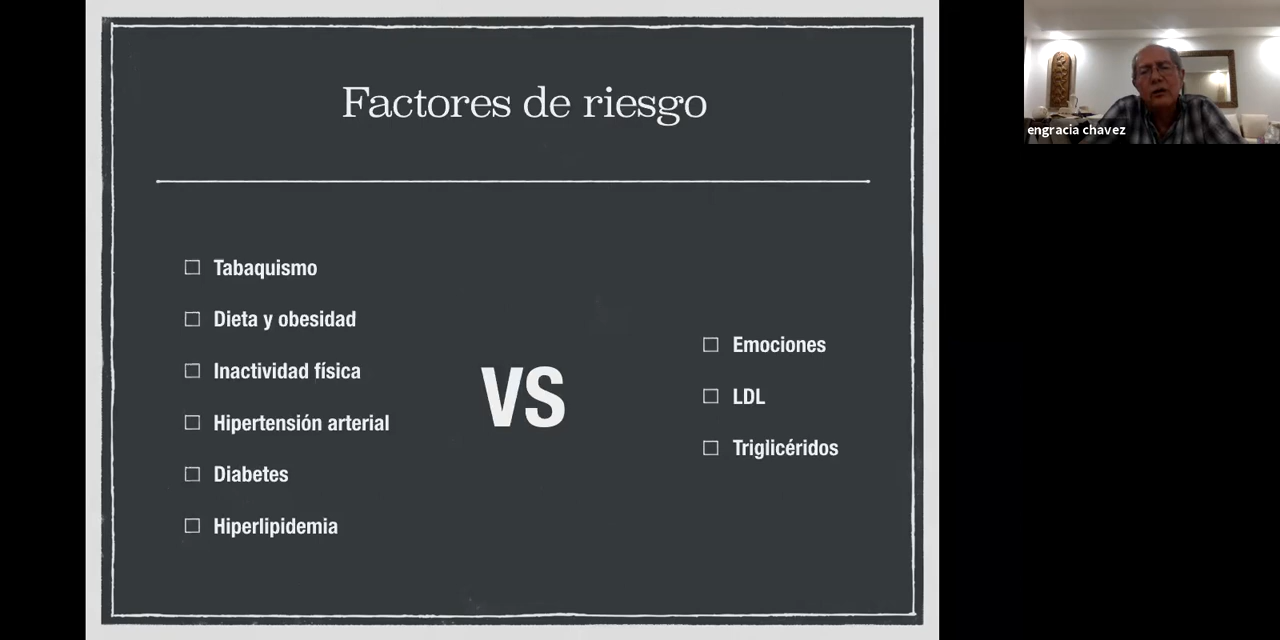 Factores de riesgo
Tabaquismo
Dieta y obesidad
Inactividad física
Hipertensión arterial
Diabetes
Hiperlipidemia
VS
Emociones
LDL
Triglicéridos
engracia chavez